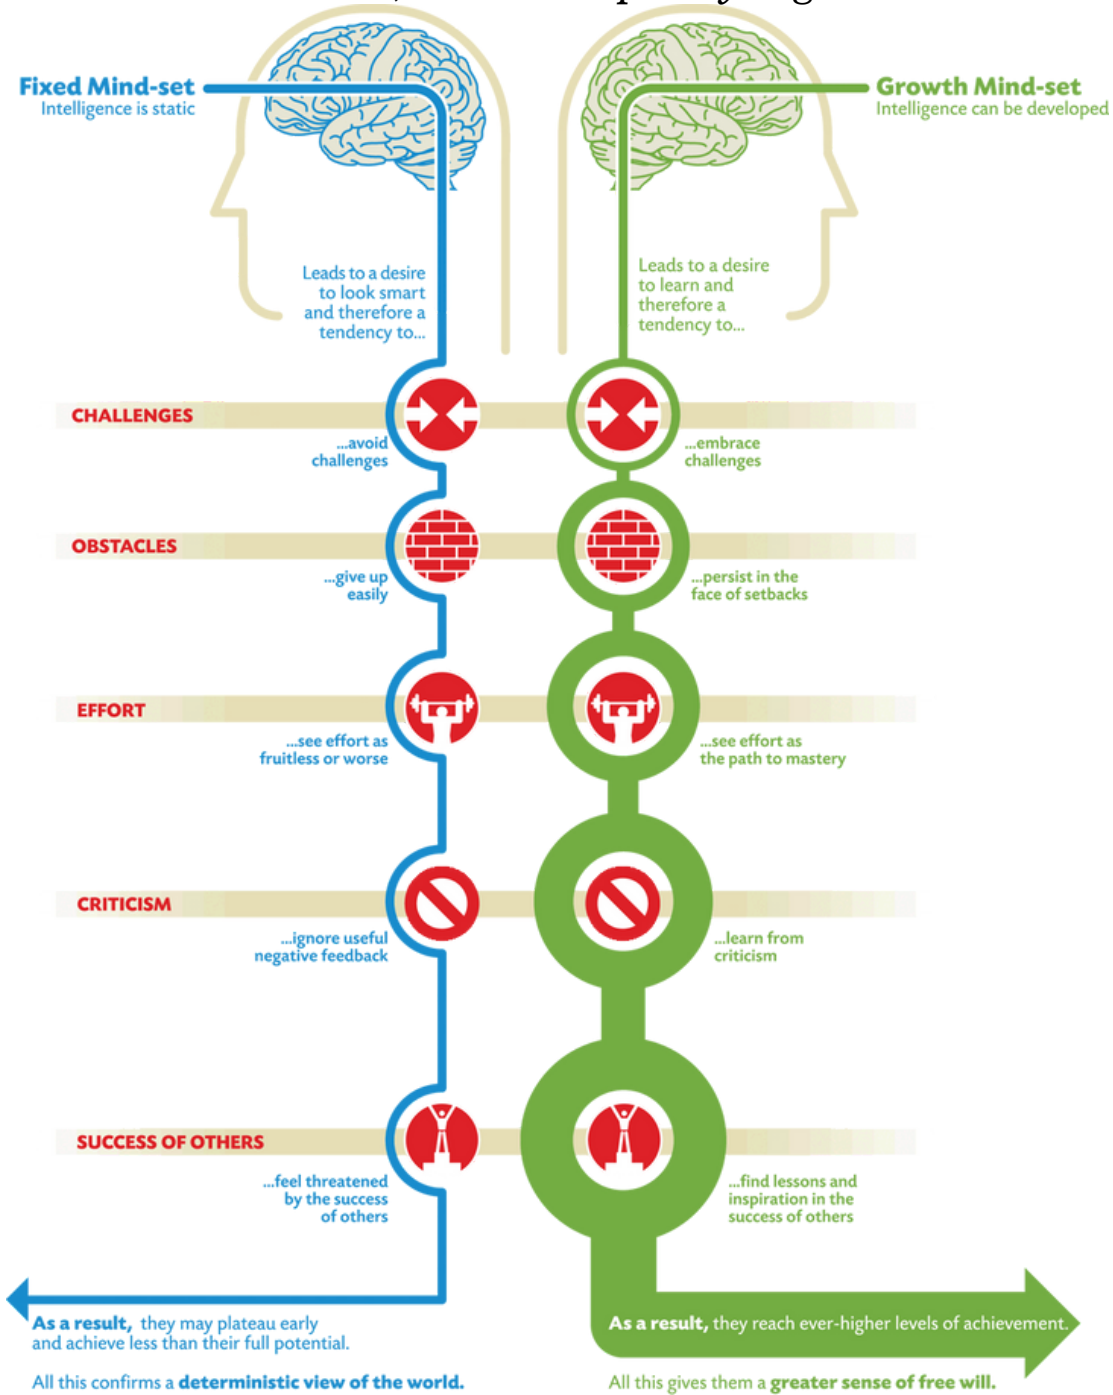 Fixed Mind-set
Intelligence is static
Growth Mind-set
Intelligence can be developed
Leads to a desire
to look smart
and therefore a
tendency to...
Leads to a desire
to learn and
therefore a
tendency to...
CHALLENGES
...avoid
challenges
...embrace
challenges
OBSTACLES
...give up
easily
...persist in the
face of setbacks
EFFORT
...see effort as
fruitless or worse
...see effort as
the path to mastery
CRITICISM
...ignore useful
negative feedback
...learn from
criticism
SUCCESS OF OTHERS
...feel threatened
by the success
of others
...find lessons and
inspiration in the
success of others
As a result, they may plateau early
and achieve less than their full potential.
All this confirms a deterministic view of the world.
As a result, they reach ever-higher levels of achievement.
All this gives them a greater sense of free will.